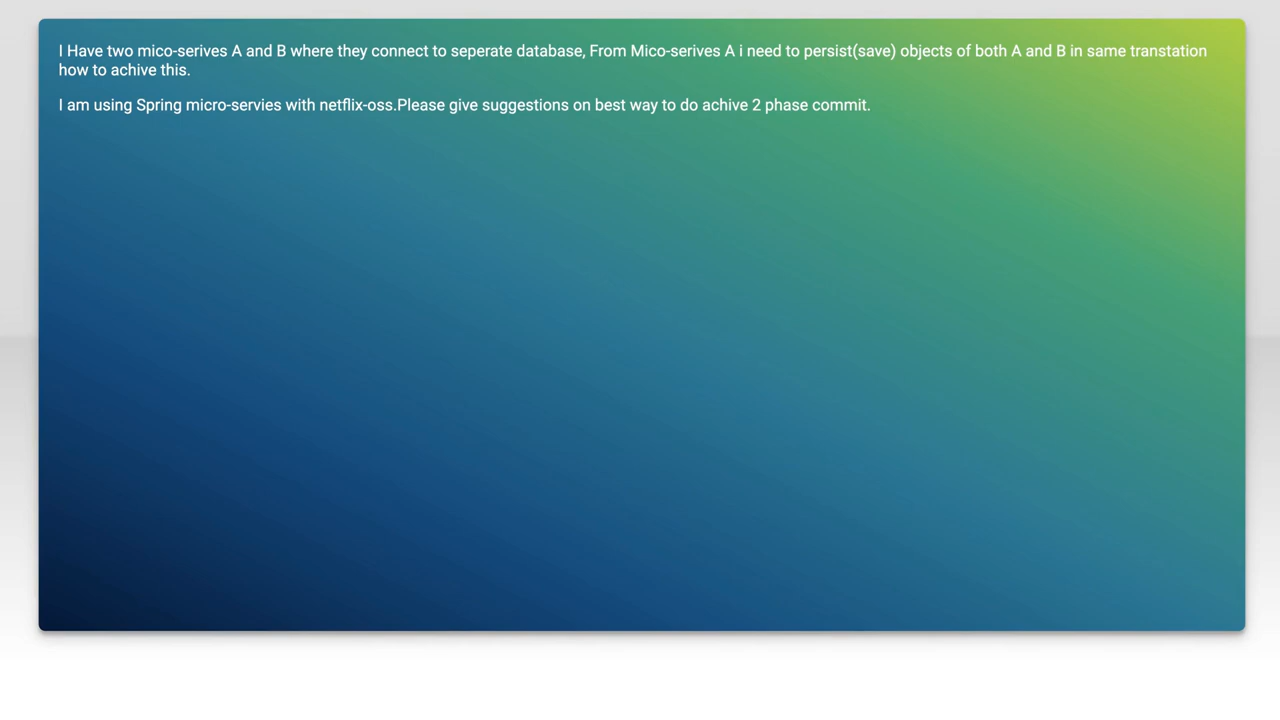 I Have two mico-serives A and B where they connect to seperate database, From Mico-serives A i need to persist(save) objects of both A and B in same transtation
how to achive this.
I am using Spring micro-servies with netflix-oss.Please give suggestions on best way to do achive 2 phase commit.